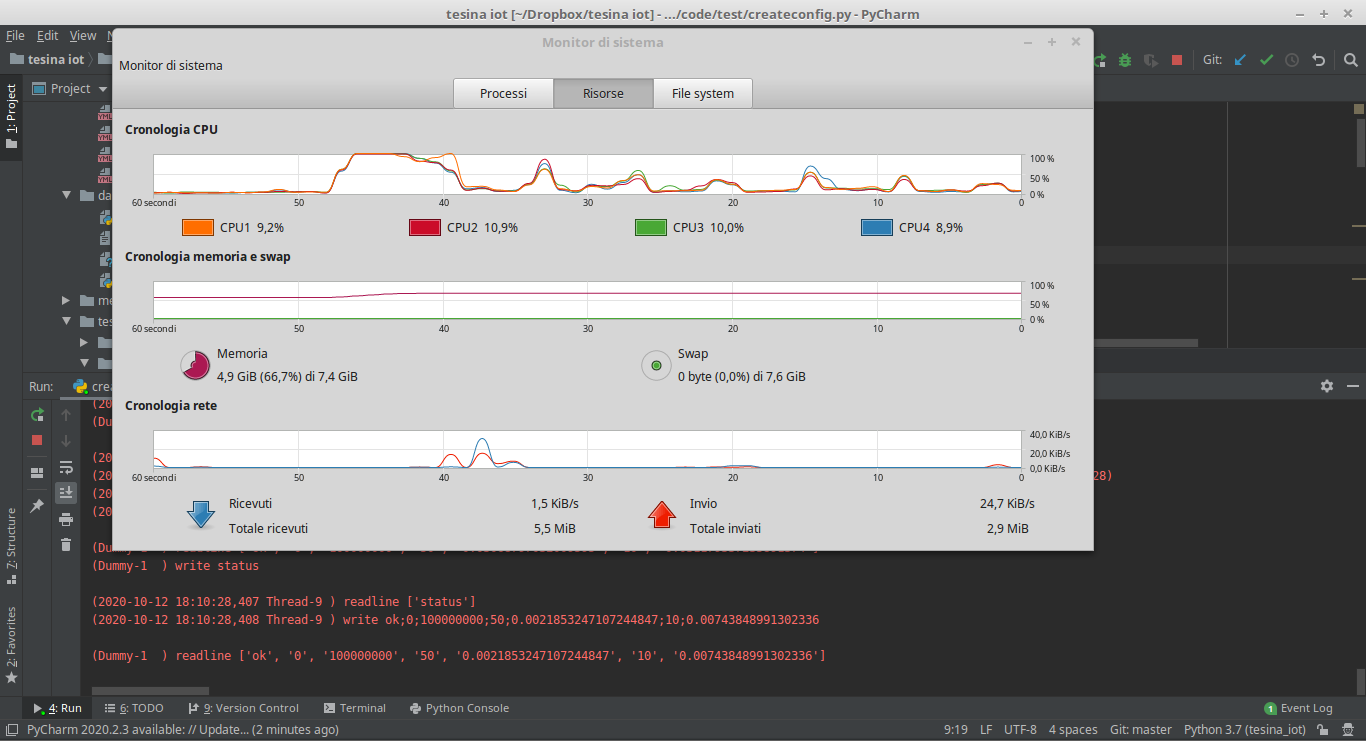 tesina iot [~/Dropbox/tesina iot] - .../code/test/createconfig.py - PyCharm
File Edit View N
Monitor di sistema
tesina iot
Monitor di sistema
Git:
Processi Risorse File system
1: Project
Project
Cronologia CPU
YML
YML
YML
YML
100 %
50 %
0 %
60 secondi 50 40 30 20 10 0
da
CPU1 9,2% CPU2 10,9% CPU3 10,0% CPU4 8,9%
Cronologia memoria e swap
100 %
50 %
0 %
60 secondi 50 40 30 20 10 0
me
tes
Memoria
4,9 GiB (66,7%) di 7,4 GiB
Swap
0 byte (0,0%) di 7,6 GiB
Run: crea
Cronologia rete
(20
(Du
40,0 KiB/s
20,0 KiB/s
0,0 KiB/s
60 secondi 50 40 30 20 10 0
(20
(20 28)
(20
(20
Ricevuti 1,5 KiB/s Invio 24,7 KiB/s
Totale ricevuti 5,5 MiB Totale inviati 2,9 MiB
(Dummy-1 ) write status
(2020-10-12 18:10:28,407 Thread-9 ) readline ['status']
(2020-10-12 18:10:28,408 Thread-9 ) write ok;0;100000000;50;0.0021853247107244847;10;0.00743848991302336
(Dummy-1 ) readline ['ok', '0', '100000000', '50', '0.0021853247107244847', '10', '0.00743848991302336']
7: Structure
2: Favorites
4: Run 6: TODO 9: Version Control Terminal Python Console 1 Event Log
PyCharm 2020.2.3 available: // Update... (2 minutes ago) 9:19 LF UTF-8 4 spaces Git: master Python 3.7 (tesina_iot)